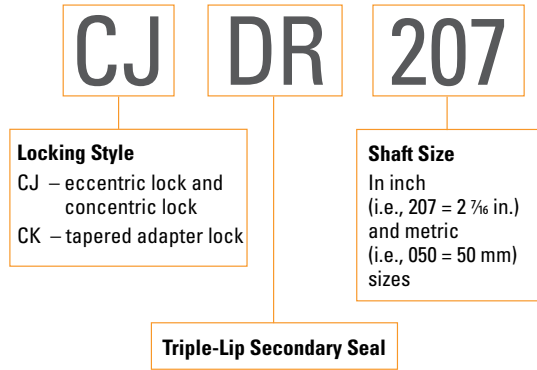 CJ DR 207
Locking Style
CJ – eccentric lock and
concentric lock
CK – tapered adapter lock
Shaft Size
In inch
(i.e., 207 = 2 7⁄16 in.)
and metric
(i.e., 050 = 50 mm)
sizes
Triple-Lip Secondary Seal